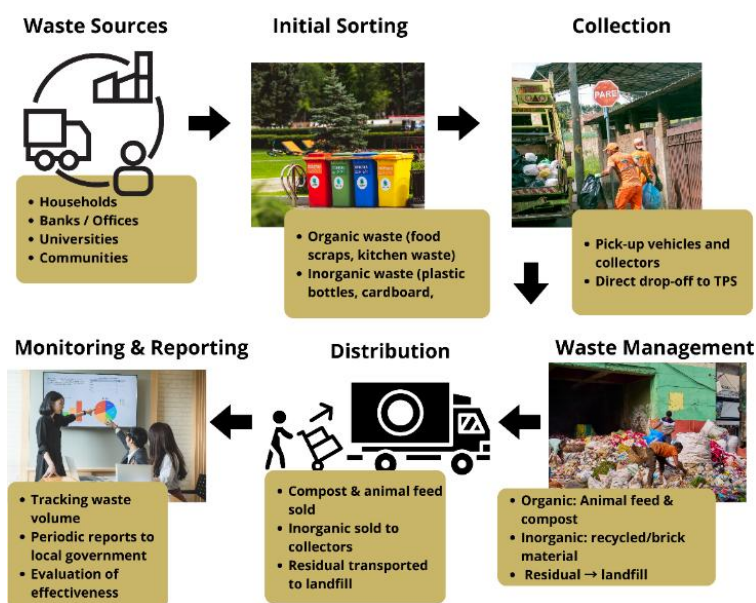 Waste Sources
Initial Sorting
Collection
PARE
• Households
• Banks / Offices
• Universities
• Communities
• Organic waste (food
scraps, kitchen waste)
• Inorganic waste (plastic
bottles, cardboard,
• Pick-up vehicles and
collectors
• Direct drop-off to TPS
Monitoring & Reporting
Distribution
Waste Management
• Tracking waste
volume
• Periodic reports to
local government
• Evaluation of
effectiveness
• Compost & animal feed
sold
• Inorganic sold to
collectors
• Residual transported
to landfill
• Organic: Animal feed &
compost
• Inorganic: recycled/brick
material
• Residual → landfill